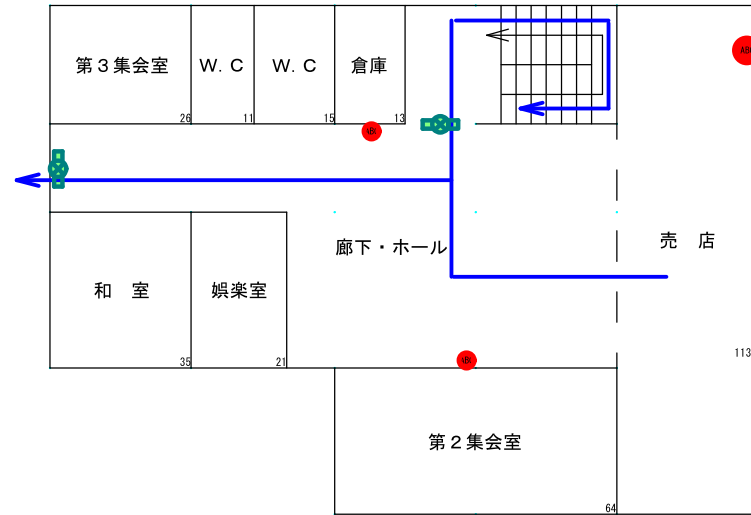 第３集会室
Ｗ.Ｃ
Ｗ.Ｃ
倉庫
26
11
15
13
廊下・ホール
売　店
和　室
娯楽室
35
21
113
第２集会室
64